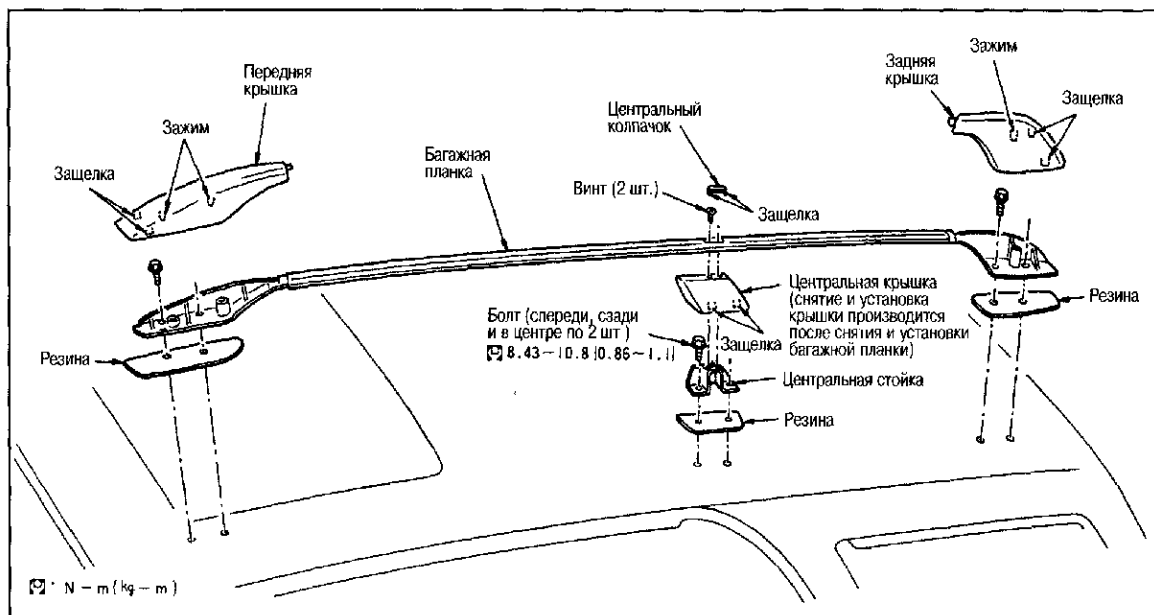 Передняя
крышка
Зажим
Защелка
Багажная
планка
Центральный
колпачок
Винт (2 шт.)
Защелка
Задняя
крышка
Зажим
Защелка
Резина
Болт (спереди, сзади
и в центре по 2 шт)
8.43–10.8 (0.86–1.1)
Центральная крышка
(снятие и установка
крышки производится
после снятия и установки
багажной планки)
Защелка
Центральная стойка
Резина
Резина
: N – m (kg – m)